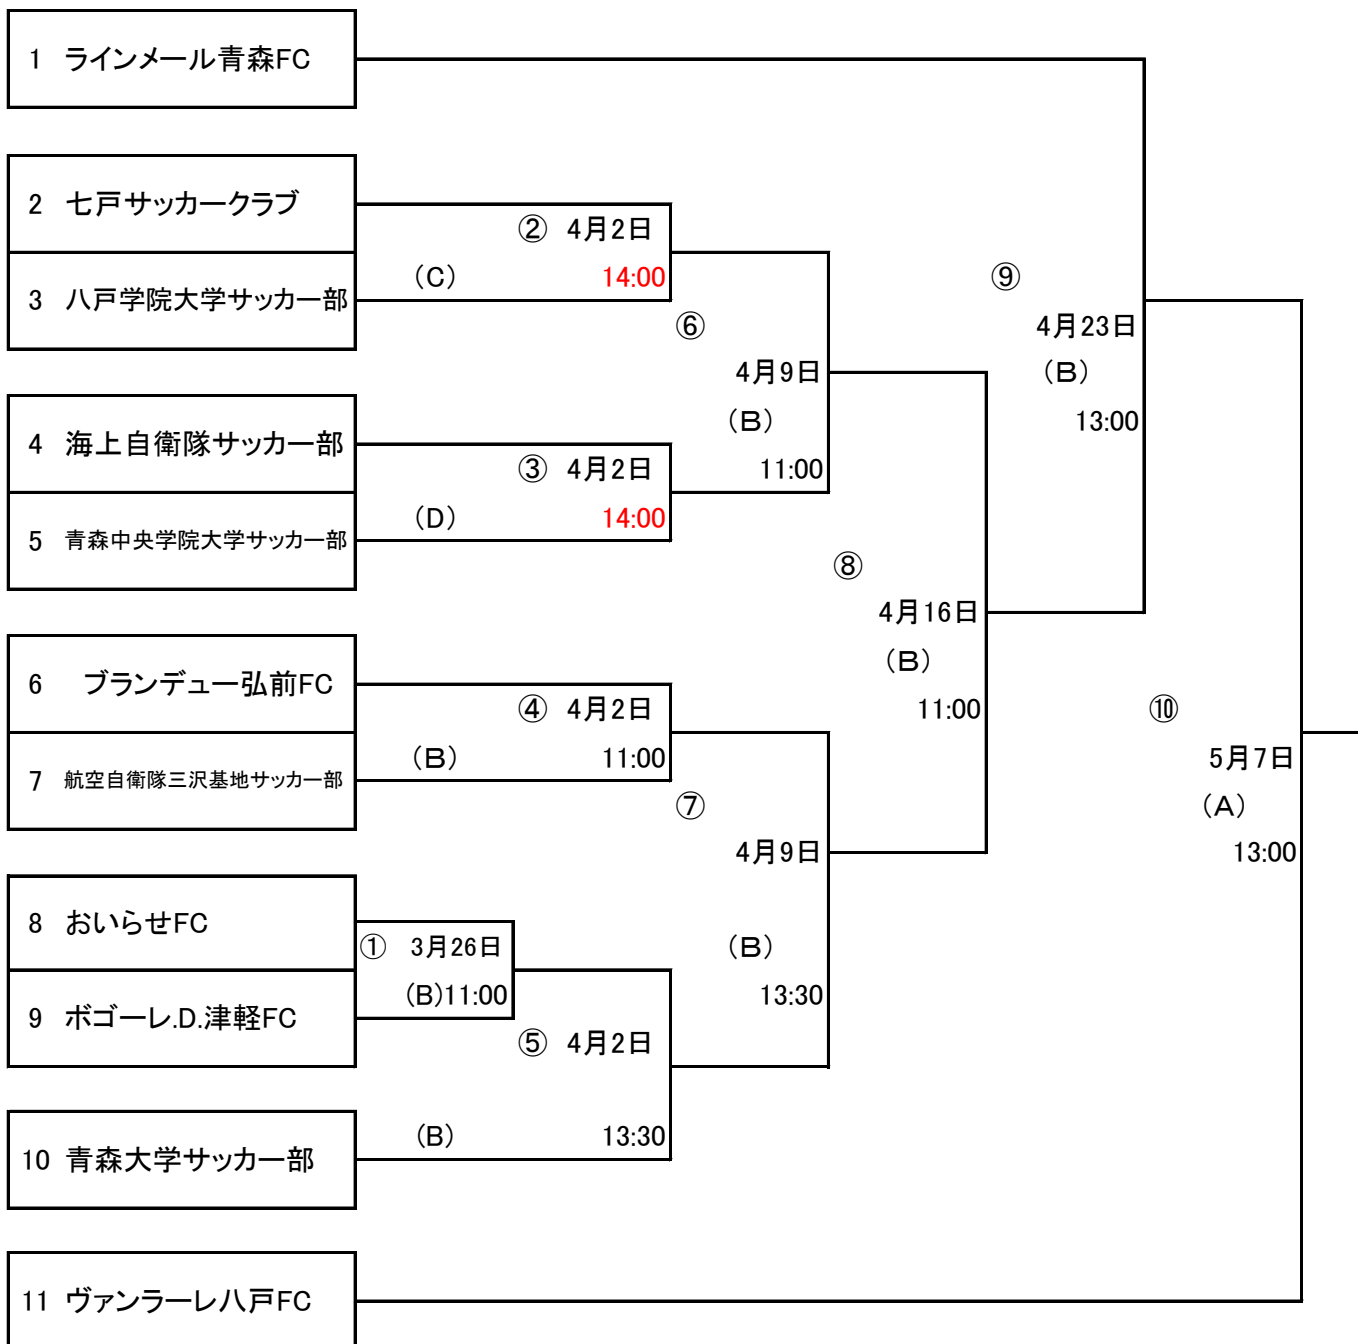 1 ラインメール青森FC
2 七戸サッカークラブ
② 4月2日
(C) 14:00
3 八戸学院大学サッカー部
⑥
4月9日
(B)
11:00
4 海上自衛隊サッカー部
③ 4月2日
(D) 14:00
5 青森中央学院大学サッカー部
⑨
4月23日
(B)
13:00
⑧
4月16日
(B)
11:00
6 ブランデュー弘前FC
④ 4月2日
(B) 11:00
7 航空自衛隊三沢基地サッカー部
⑦
4月9日
(B)
13:30
⑩
5月7日
(A)
13:00
8 おいらせFC
① 3月26日
(B)11:00
9 ボゴーレ.D.津軽FC
⑤ 4月2日
(B) 13:30
10 青森大学サッカー部
11 ヴァンラーレ八戸FC